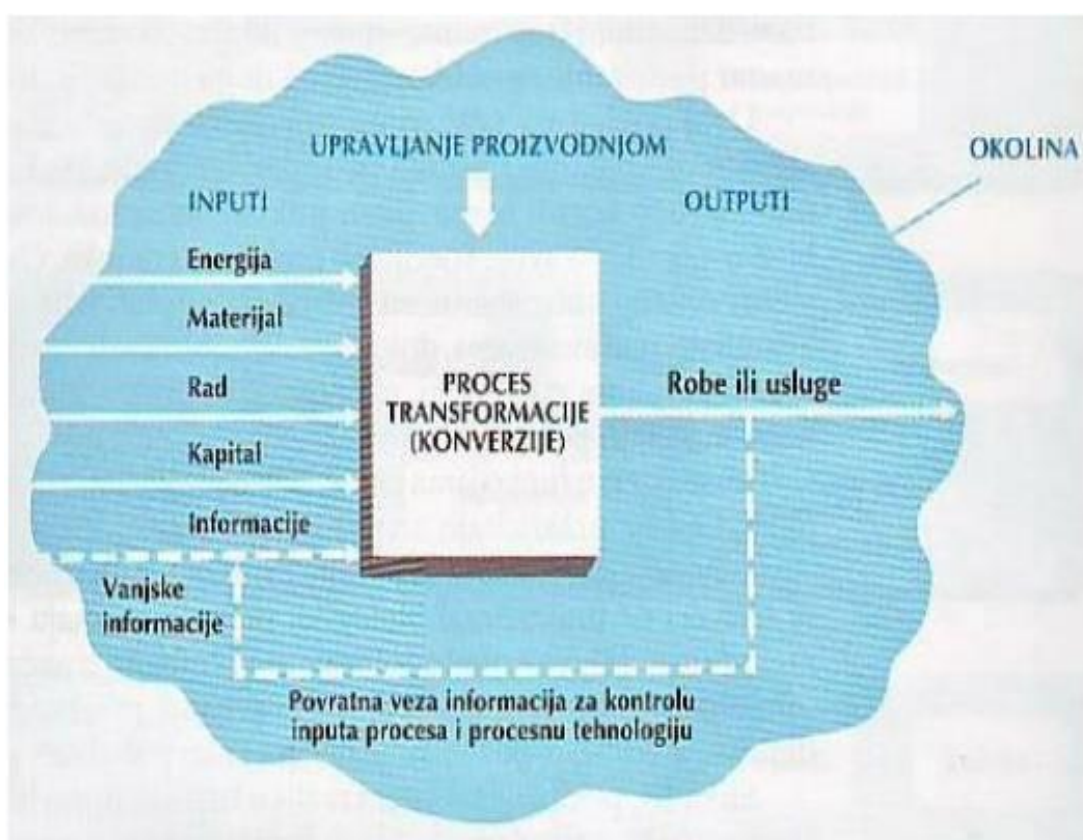 UPRAVLJANJE PROIZVODNJOM
OKOLINA
INPUTI
OUTPUTI
Energija
Materijal
Rad
Kapital
Informacije
Vanjske
informacije
PROCES
TRANSFORMACIJE
(KONVERZIJE)
Robe ili usluge
Povratna veza informacija za kontrolu
inputa procesa i procesnu tehnologiju